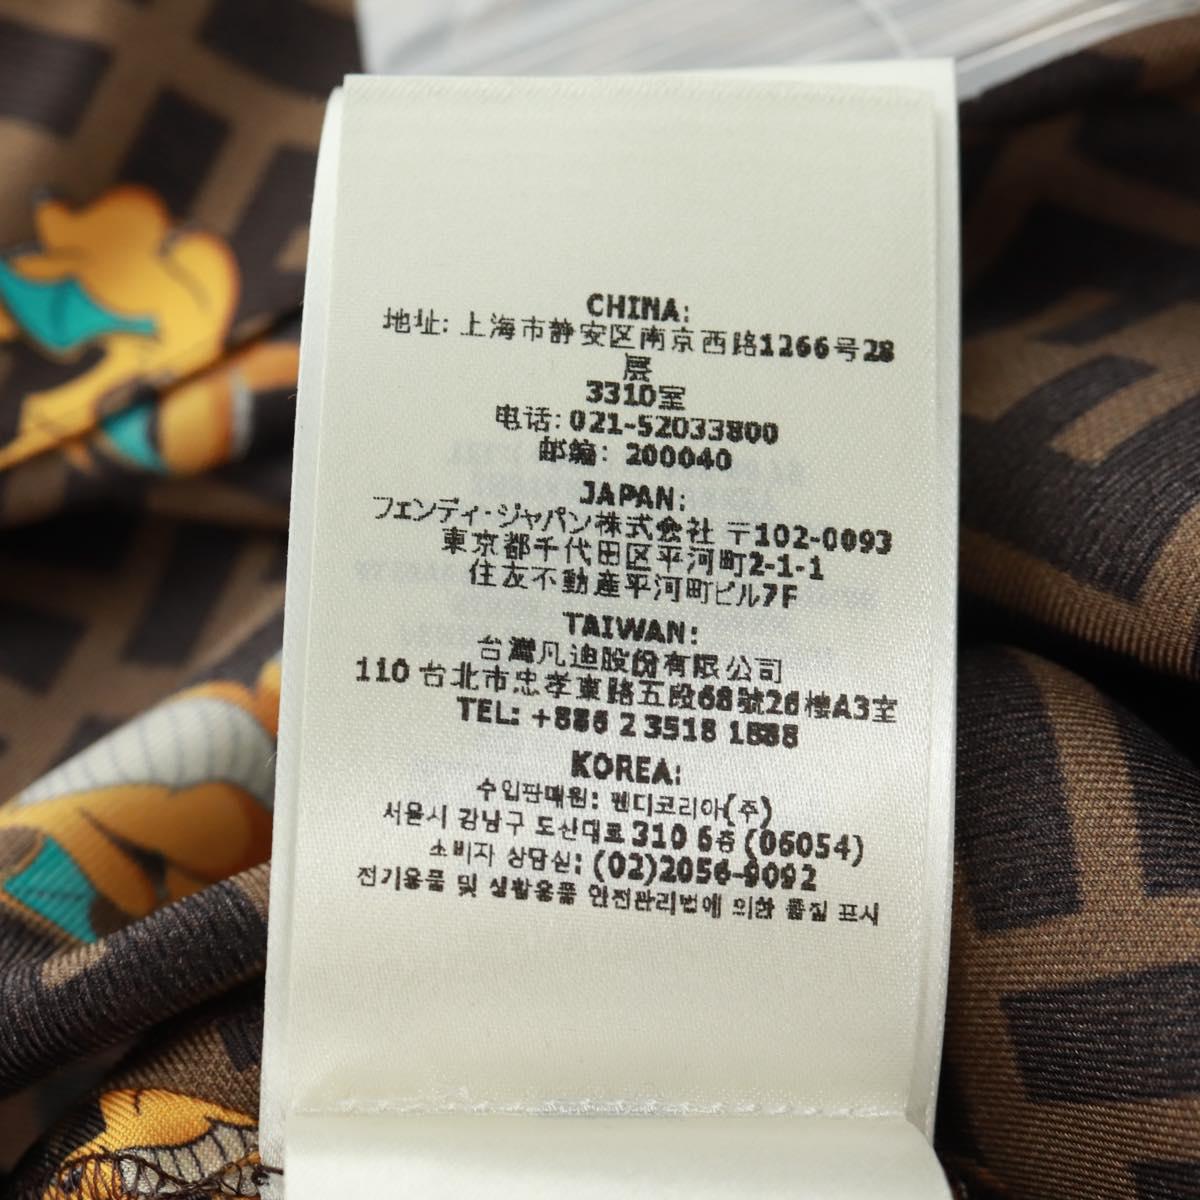 CHINA:
地址: 上海市静安区南京西路1266号28
层
3310室
电话: 021-52033800
邮编: 200040
JAPAN:
フェンディ・ジャパン株式会社 〒102-0093
東京都千代田区平河町2-1-1
住友不動産平河町ビル7F
TAIWAN:
台灣凡迪股份有限公司
110 台北市忠孝東路五段68號26樓A3室
TEL: +886 2 3518 1888
KOREA:
수입판매원: 펜디코리아(주)
서울시 강남구 도산대로 310 6층 (06054)
소비자 상담실: (02)2056-9092
전기용품 및 생활용품 안전관리법에 의한 품질 표시